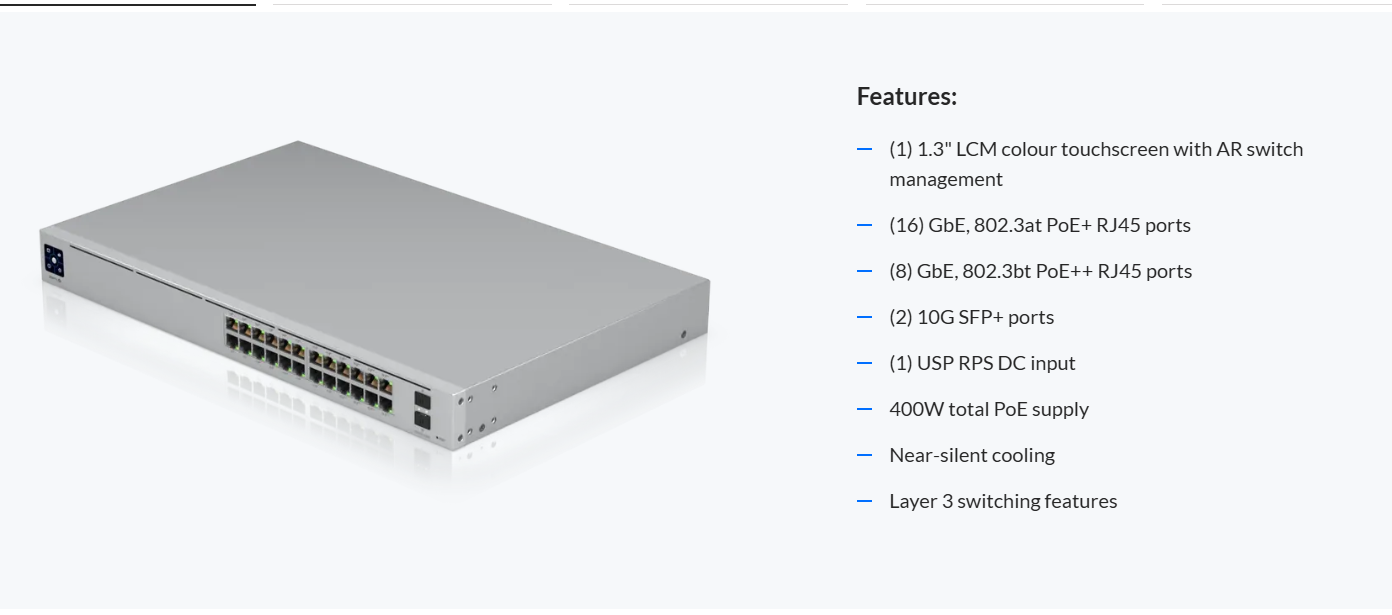 Features:
(1) 1.3" LCM colour touchscreen with AR switch
management
(16) GbE, 802.3at PoE+ RJ45 ports
(8) GbE, 802.3bt PoE++ RJ45 ports
(2) 10G SFP+ ports
(1) USP RPS DC input
400W total PoE supply
Near-silent cooling
Layer 3 switching features